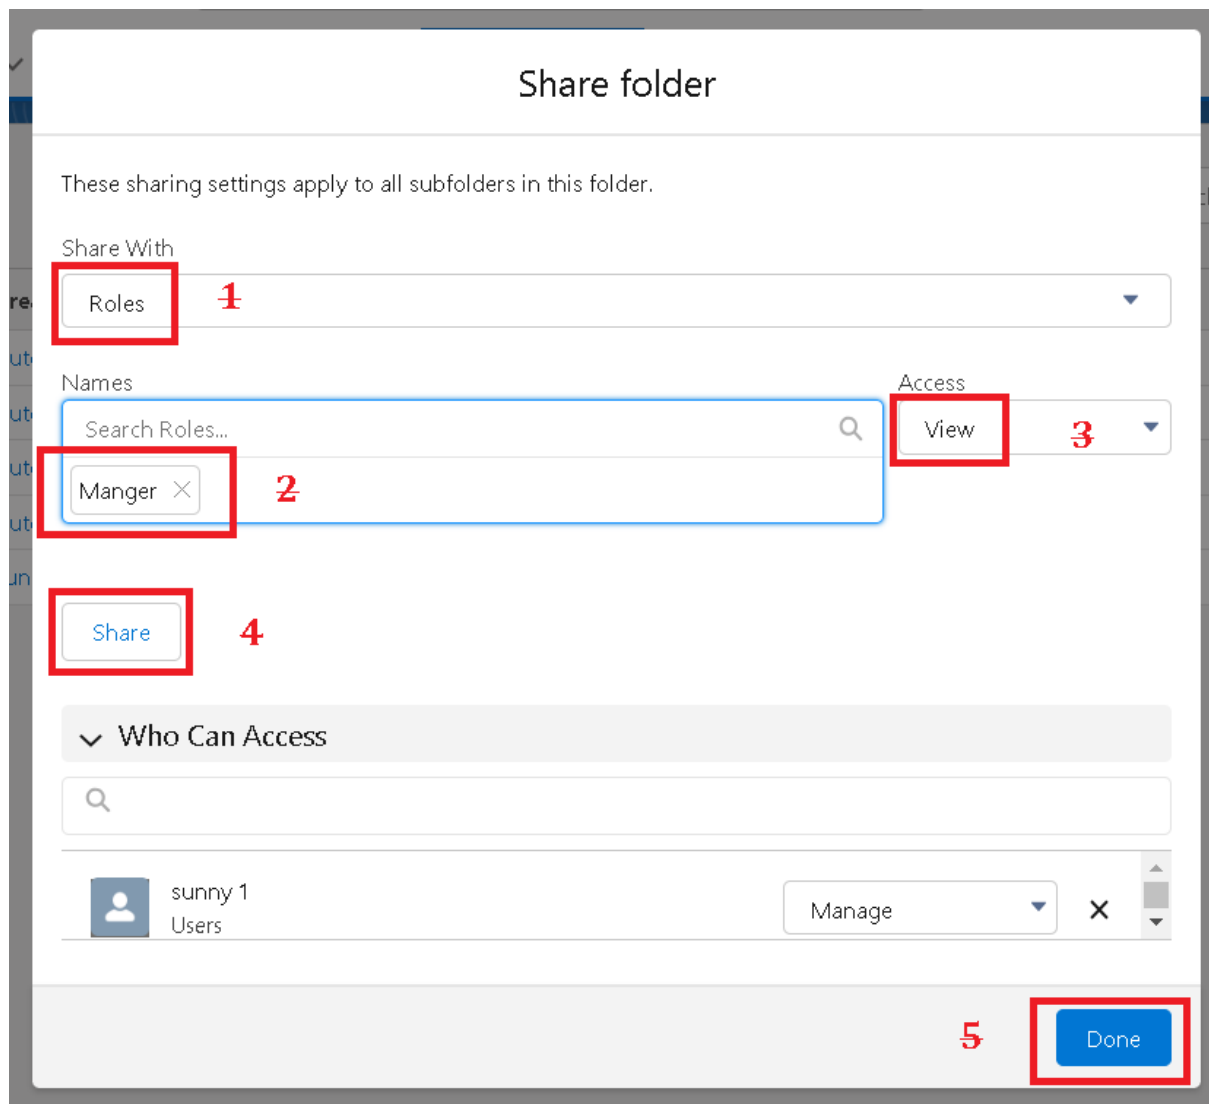 Share folder
These sharing settings apply to all subfolders in this folder.
Share With
Roles 1
Names Access
Search Roles... View 3
Manger 2
Share 4
Who Can Access
sunny 1
Users
Manage
5 Done